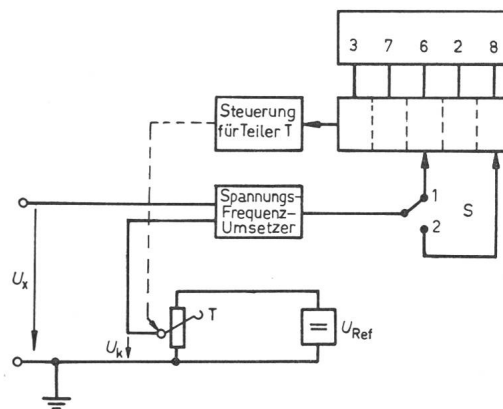 3 7 6 2 8
Steuerung
für Teiler T
Spannungs-
Frequenz-
Umsetzer
1
S
2
Ux
T
Uk
URef